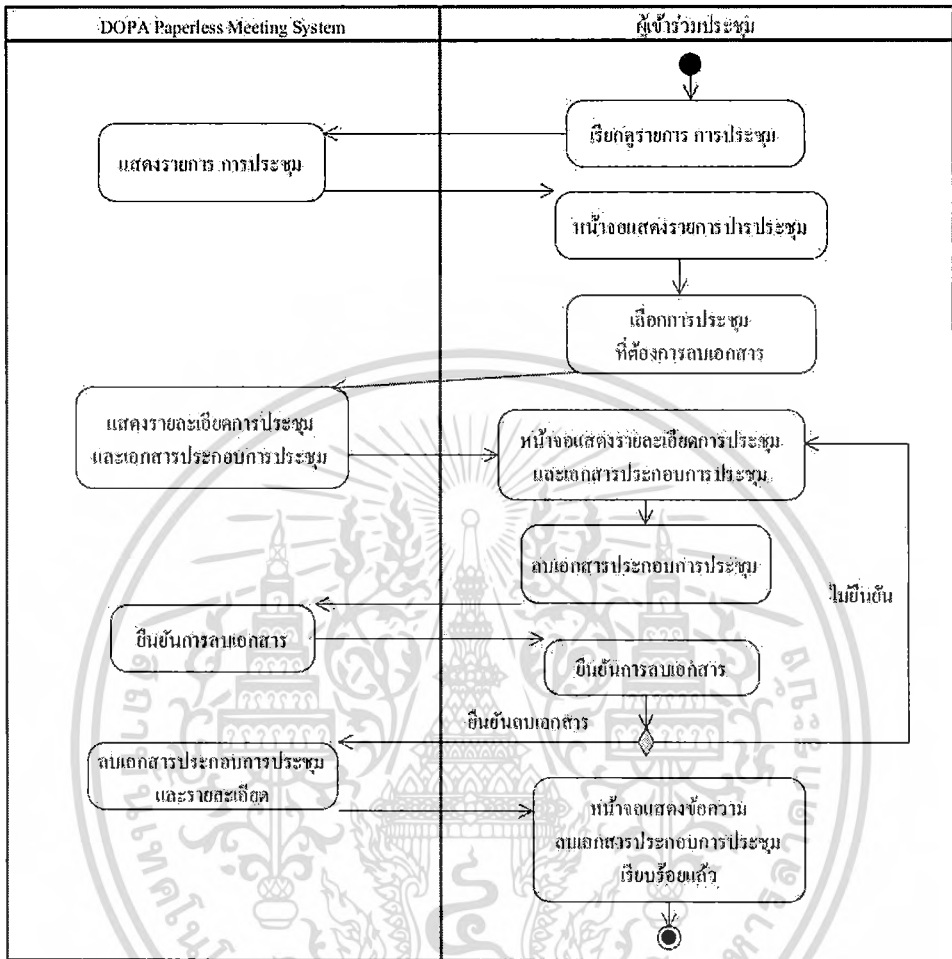 DOPA Paperless Meeting System
ผู้เข้าร่วมประชุม
เรียกดูรายการ การประชุม
แสดงรายการ การประชุม
หน้าจอแสดงรายการปารประชุม
เลือกการประชุม
ที่ต้องการลบเอกสาร
แสดงรายละเอียดการประชุม
และเอกสารประกอบการประชุม
หน้าจอแสดงรายละเอียดการประชุม
และเอกสารประกอบการประชุม
ลบเอกสารประกอบการประชุม
ไม่ยืนยัน
ยืนยันการลบเอกสาร
ยืนยันการลบเอกสาร
ยืนยันลบเอกสาร
ลบเอกสารประกอบการประชุม
และรายละเอียด
หน้าจอแสดงข้อความ
ลบเอกสารประกอบการประชุม
เรียบร้อยแล้ว